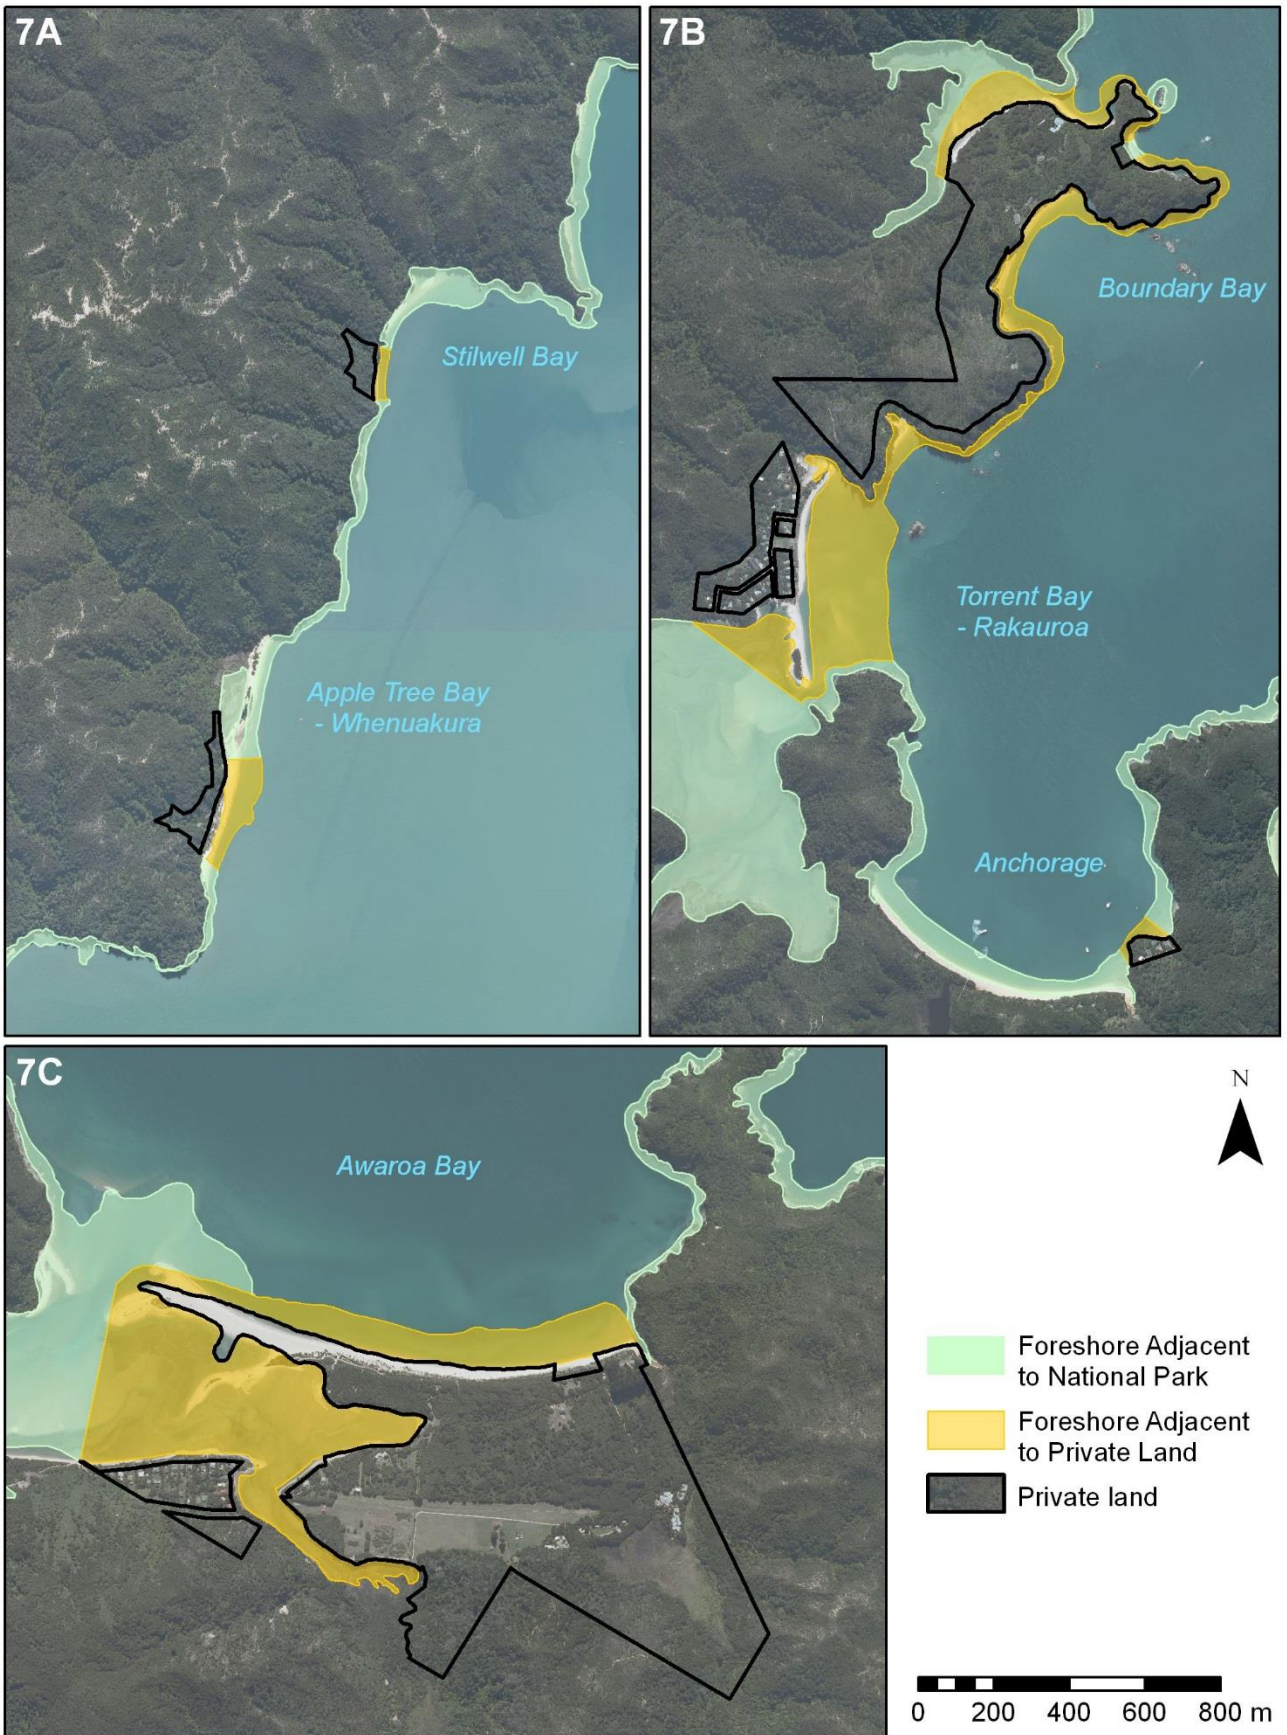 7A
Stilwell Bay
Apple Tree Bay
- Whenuakura
7B
Boundary Bay
Torrent Bay
- Rakauroa
Anchorage
7C
Awaroa Bay
N
Foreshore Adjacent
to National Park
Foreshore Adjacent
to Private Land
Private land
0 200 400 600 800 m